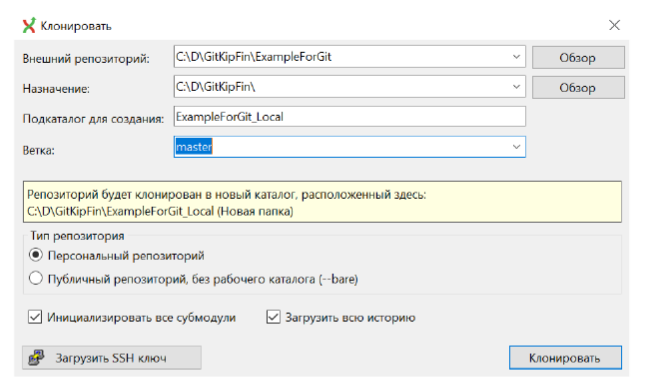 Клонировать
Внешний репозиторий: C:\D\GitKipFin\ExampleForGit Обзор
Назначение: C:\D\GitKipFin\ Обзор
Подкаталог для создания: ExampleForGit_Local
Ветка: master
Репозиторий будет клонирован в новый каталог, расположенный здесь:
C:\D\GitKipFin\ExampleForGit_Local (Новая папка)
Тип репозитория
Персональный репозиторий
Публичный репозиторий, без рабочего каталога (--bare)
Инициализировать все субмодули Загрузить всю историю
Загрузить SSH ключ Клонировать